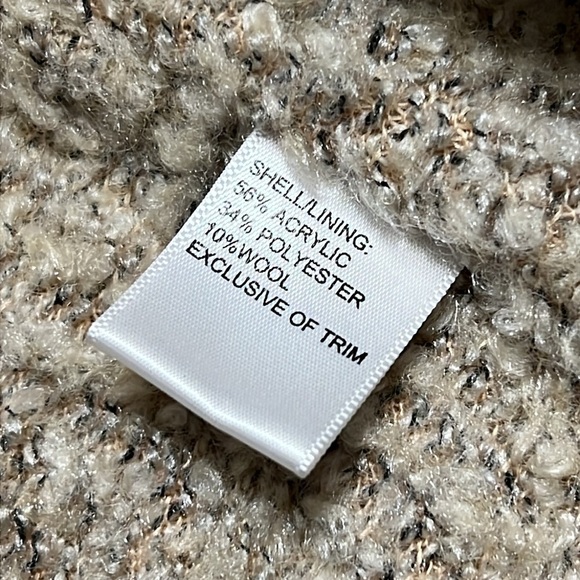 SHELL/LINING:
56% ACRYLIC
34% POLYESTER
10%WOOL
EXCLUSIVE OF TRIM